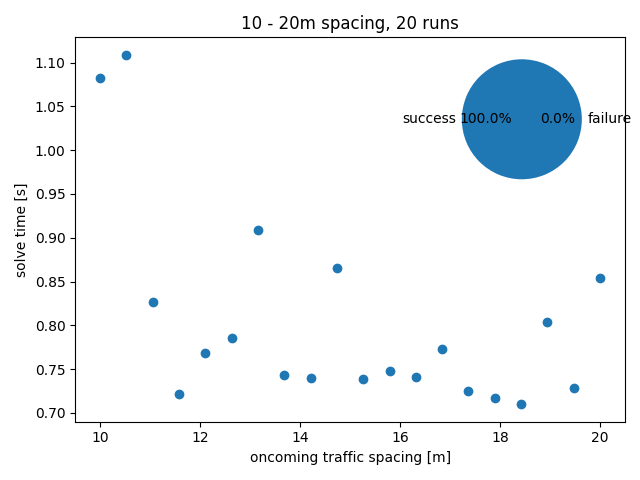 10 - 20m spacing, 20 runs
success 100.0% 0.0% failure
solve time [s]
1.10
1.05
1.00
0.95
0.90
0.85
0.80
0.75
0.70
10 12 14 16 18 20
oncoming traffic spacing [m]